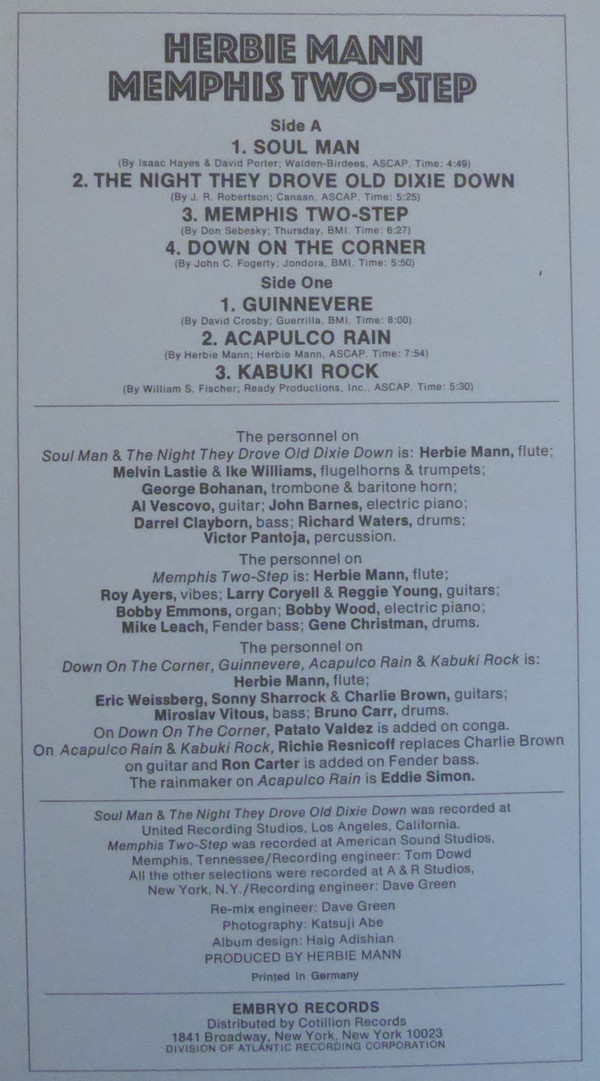 HERBIE MANN
MEMPHIS TWO-STEP
Side A
1. SOUL MAN
(By Isaac Hayes & David Porter; Walden-Birdees, ASCAP. Time: 4:49)
2. THE NIGHT THEY DROVE OLD DIXIE DOWN
(By J. R. Robertson; Canaan, ASCAP. Time: 5:25)
3. MEMPHIS TWO-STEP
(By Don Sebesky; Thursday, BMI. Time: 6:27)
4. DOWN ON THE CORNER
(By John C. Fogerty; Jondora, BMI. Time: 5:50)
Side One
1. GUINNEVERE
(By David Crosby; Guerrilla, BMI. Time: 8:00)
2. ACAPULCO RAIN
(By Herbie Mann; Herbie Mann, ASCAP. Time: 7:54)
3. KABUKI ROCK
(By William S. Fischer; Ready Productions, Inc., ASCAP. Time: 5:30)
The personnel on
Soul Man & The Night They Drove Old Dixie Down is: Herbie Mann, flute;
Melvin Lastie & Ike Williams, flugelhorns & trumpets;
George Bohanan, trombone & baritone horn;
Al Vescovo, guitar; John Barnes, electric piano;
Darrel Clayborn, bass; Richard Waters, drums;
Victor Pantoja, percussion.
The personnel on
Memphis Two-Step is: Herbie Mann, flute;
Roy Ayers, vibes; Larry Coryell & Reggie Young, guitars;
Bobby Emmons, organ; Bobby Wood, electric piano;
Mike Leach, Fender bass; Gene Christman, drums.
The personnel on
Down On The Corner, Guinnevere, Acapulco Rain & Kabuki Rock is:
Herbie Mann, flute;
Eric Weissberg, Sonny Sharrock & Charlie Brown, guitars;
Miroslav Vitous, bass; Bruno Carr, drums.
On Down On The Corner, Patato Valdez is added on conga.
On Acapulco Rain & Kabuki Rock, Richie Resnicoff replaces Charlie Brown
on guitar and Ron Carter is added on Fender bass.
The rainmaker on Acapulco Rain is Eddie Simon.
Soul Man & The Night They Drove Old Dixie Down was recorded at
United Recording Studios, Los Angeles, California.
Memphis Two-Step was recorded at American Sound Studios,
Memphis, Tennessee/Recording engineer: Tom Dowd
All the other selections were recorded at A & R Studios,
New York, N.Y./Recording engineer: Dave Green
Re-mix engineer: Dave Green
Photography: Katsuji Abe
Album design: Haig Adishian
PRODUCED BY HERBIE MANN
Printed in Germany
EMBRYO RECORDS
Distributed by Cotillion Records
1841 Broadway, New York, New York 10023
DIVISION OF ATLANTIC RECORDING CORPORATION